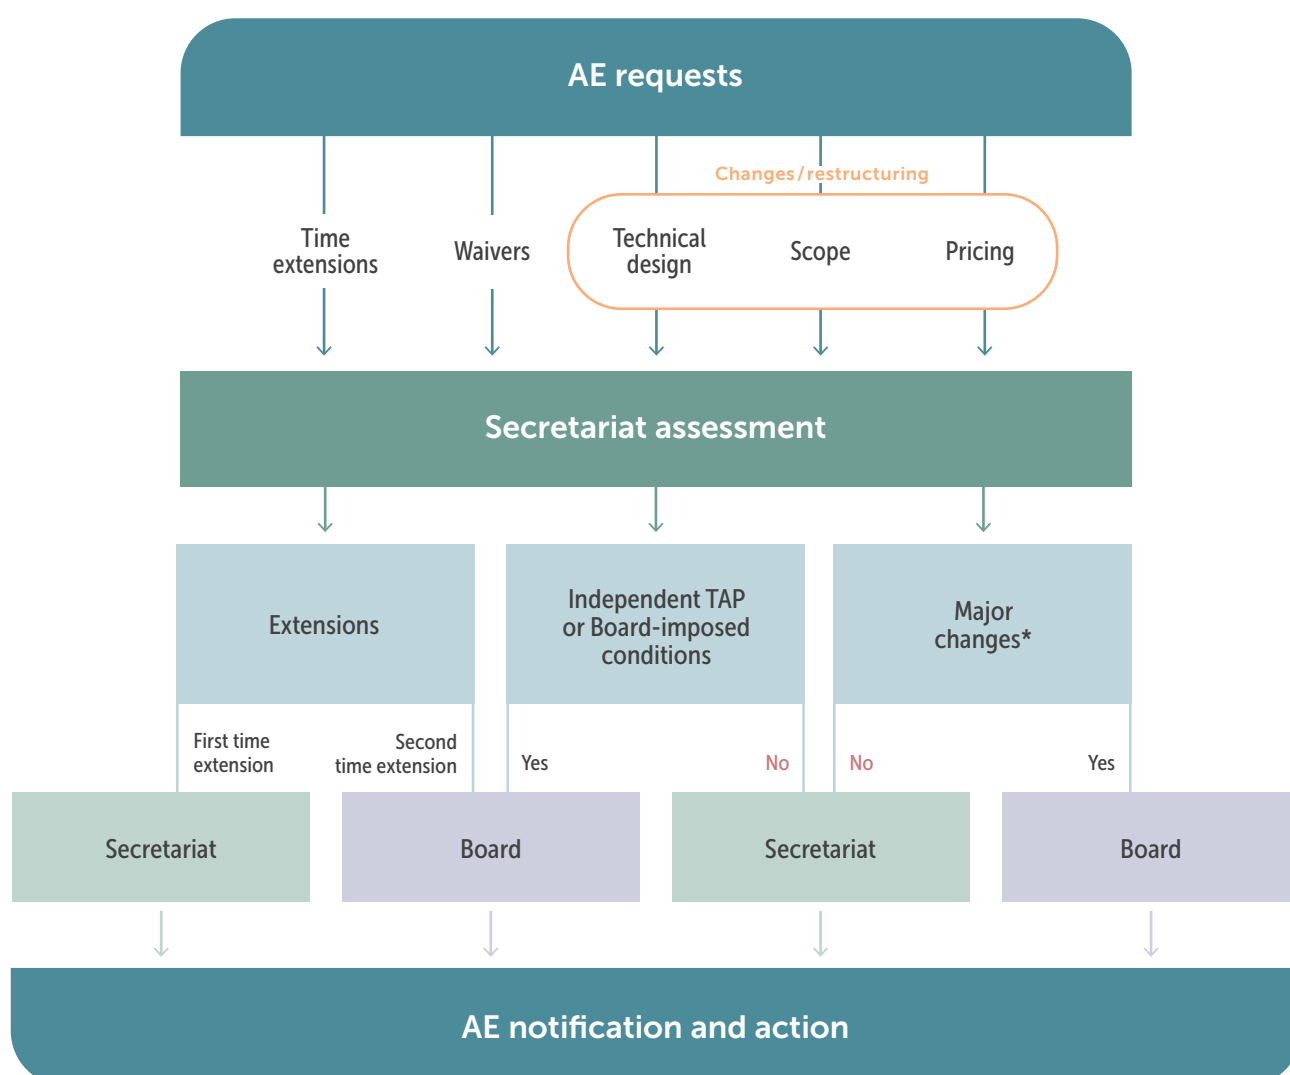 AE requests
Changes/restructuring
Time
extensions
Waivers
Technical
design
Scope
Pricing
Secretariat assessment
Extensions
Independent TAP
or Board-imposed
conditions
Major
changes*
First time
extension
Second
time extension
Yes
No
No
Yes
Secretariat
Board
Secretariat
Board
AE notification and action